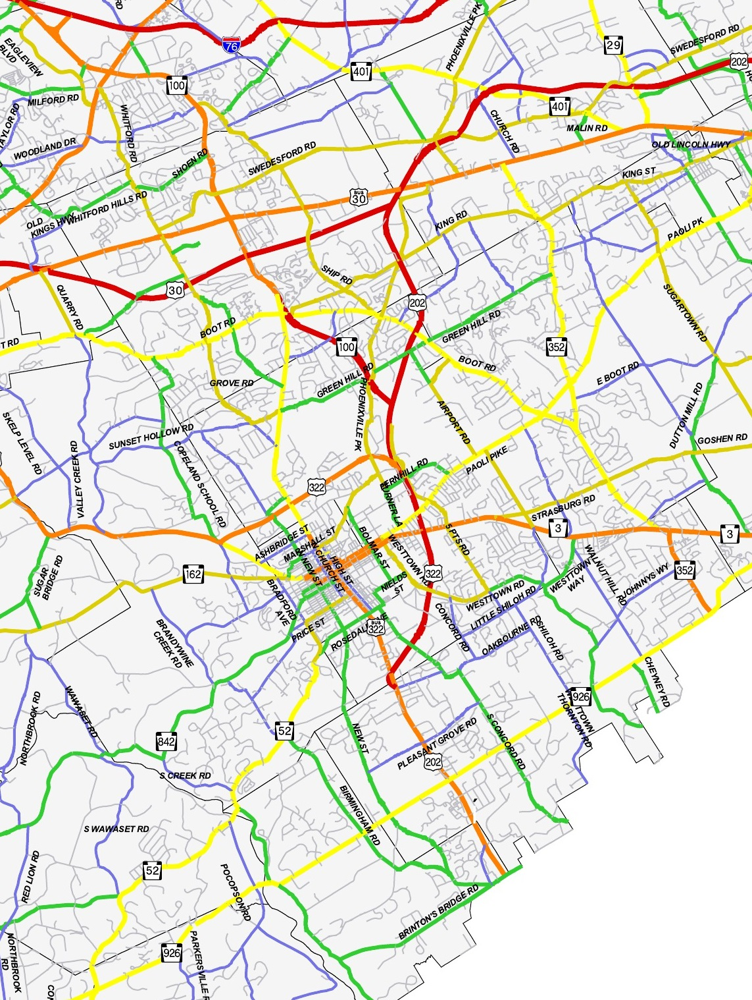 RD
PHOENIXVILLE PK
EAGLEVIEW
BLVD
76
29
SWEDESFORD RD
202
401
100
MILFORD RD
401
TAYLOR RD
WHITFORD RD
CHURCH RD
MALIN RD
WOODLAND DR
SHOEN RD
SWEDESFORD RD
OLD LINCOLN HWY
KING ST
BUS
30
WHITFORD HILLS RD
OLD
KINGS HWY
KING RD
PAOLI PK
SHIP RD
30
QUARRY RD
202
SUGARTOWN RD
BOOT RD
GREEN HILL RD
T RD
100
352
BOOT RD
E BOOT RD
GROVE RD
GREEN HILL RD
PHOENIXVILLE PK
AIRPORT RD
DUTTON MILL RD
SKELP LEVEL RD
SUNSET HOLLOW RD
GOSHEN RD
VALLEY CREEK RD
COPELAND SCHOOL RD
PAOLI PIKE
FERNHILL RD
322
TURNER LA
STRASBURG RD
3
3
ASHBRIDGE ST
MARSHALL ST
BOLMAR ST
WESTTOWN RD
S PTS RD
N NEW ST
N CHURCH ST
HIGH ST
SUGAR
BRIDGE RD
162
322
352
NIELDS
ST
WESTTOWN RD
WESTTOWN
WAY
WALNUT HILL RD
JOHNNYS WY
BRADFORD
AVE
LITTLE SHILOH RD
PRICE ST
ROSEDALE AVE
BUS
322
CONCORD RD
OAKBOURNE RD
SHILOH RD
BRANDYWINE
CREEK RD
CHEYNEY RD
926
WESTTOWN
THORNTON RD
NORTHBROOK RD
WAWASET RD
52
842
NEW ST
PLEASANT GROVE RD
S CONCORD RD
202
S CREEK RD
BIRMINGHAM RD
S WAWASET RD
RED LION RD
52
POCOPSON RD
BRINTON'S BRIDGE RD
926
NORTHBROOK
RD
PARKERSVILLE R
CON